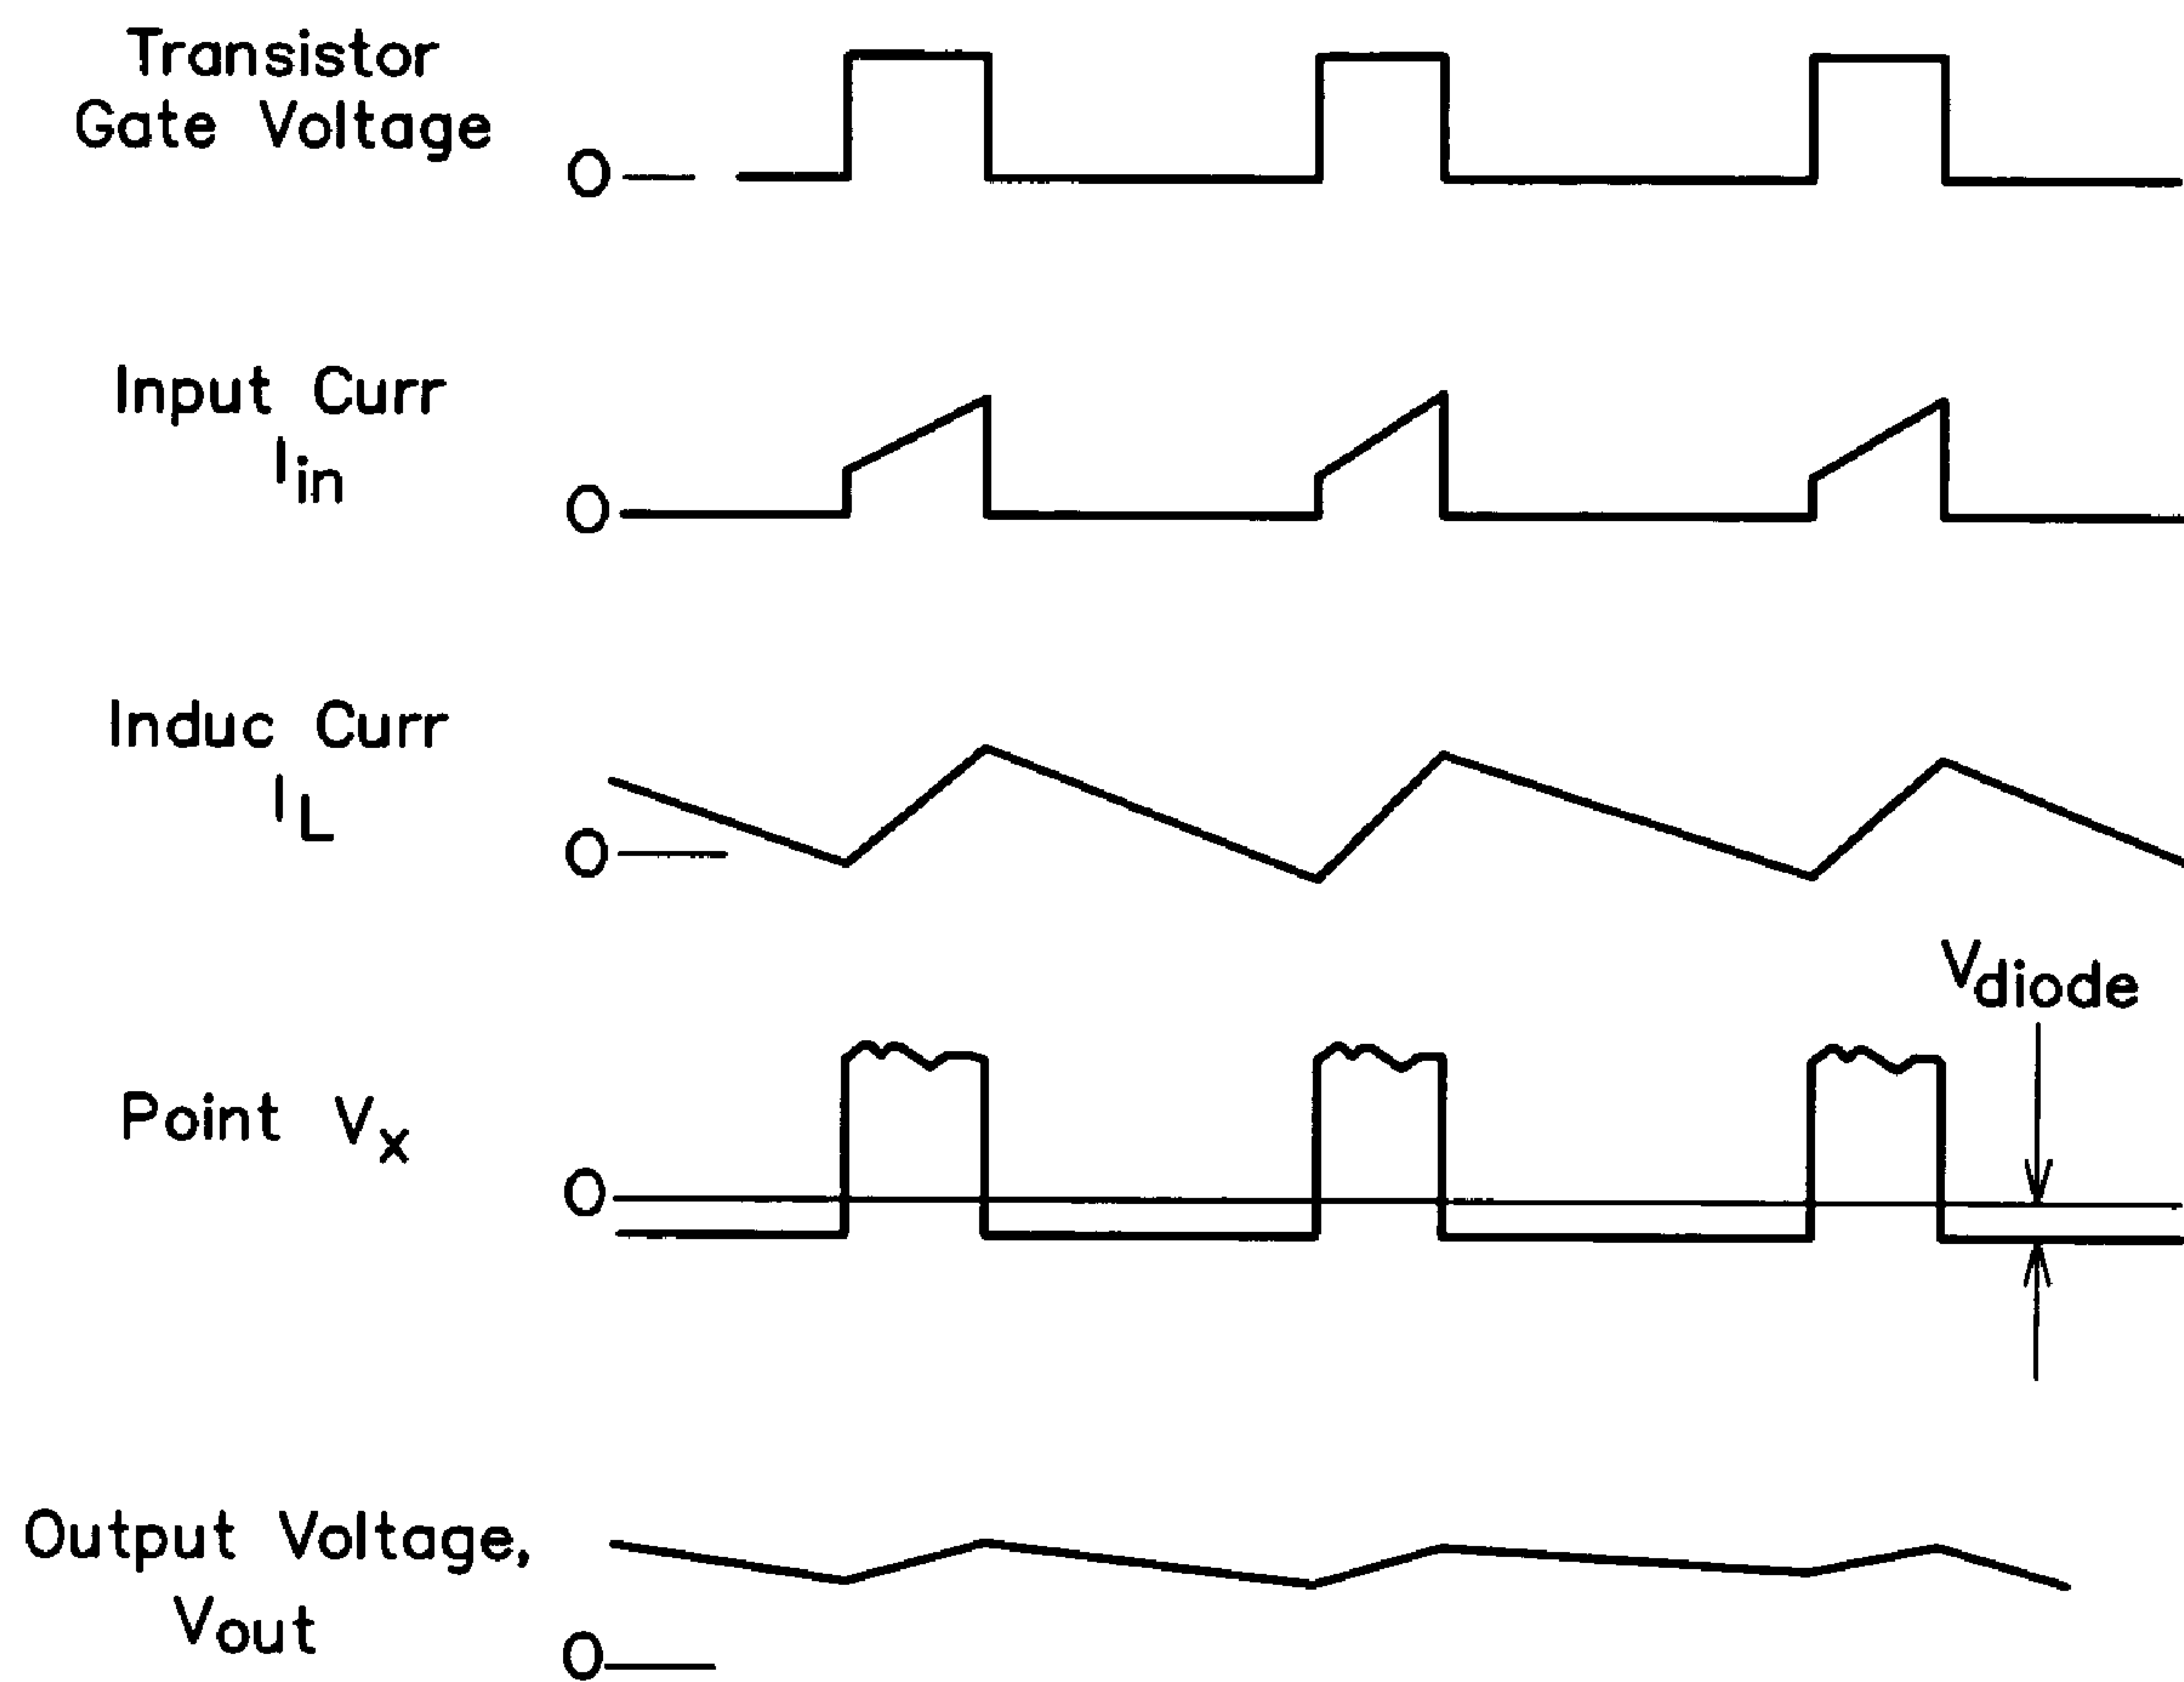 Transistor
Gate Voltage
0
Input Curr
Iin
0
Induc Curr
IL
0
Vdiode
Point Vx
0
Output Voltage,
Vout
0